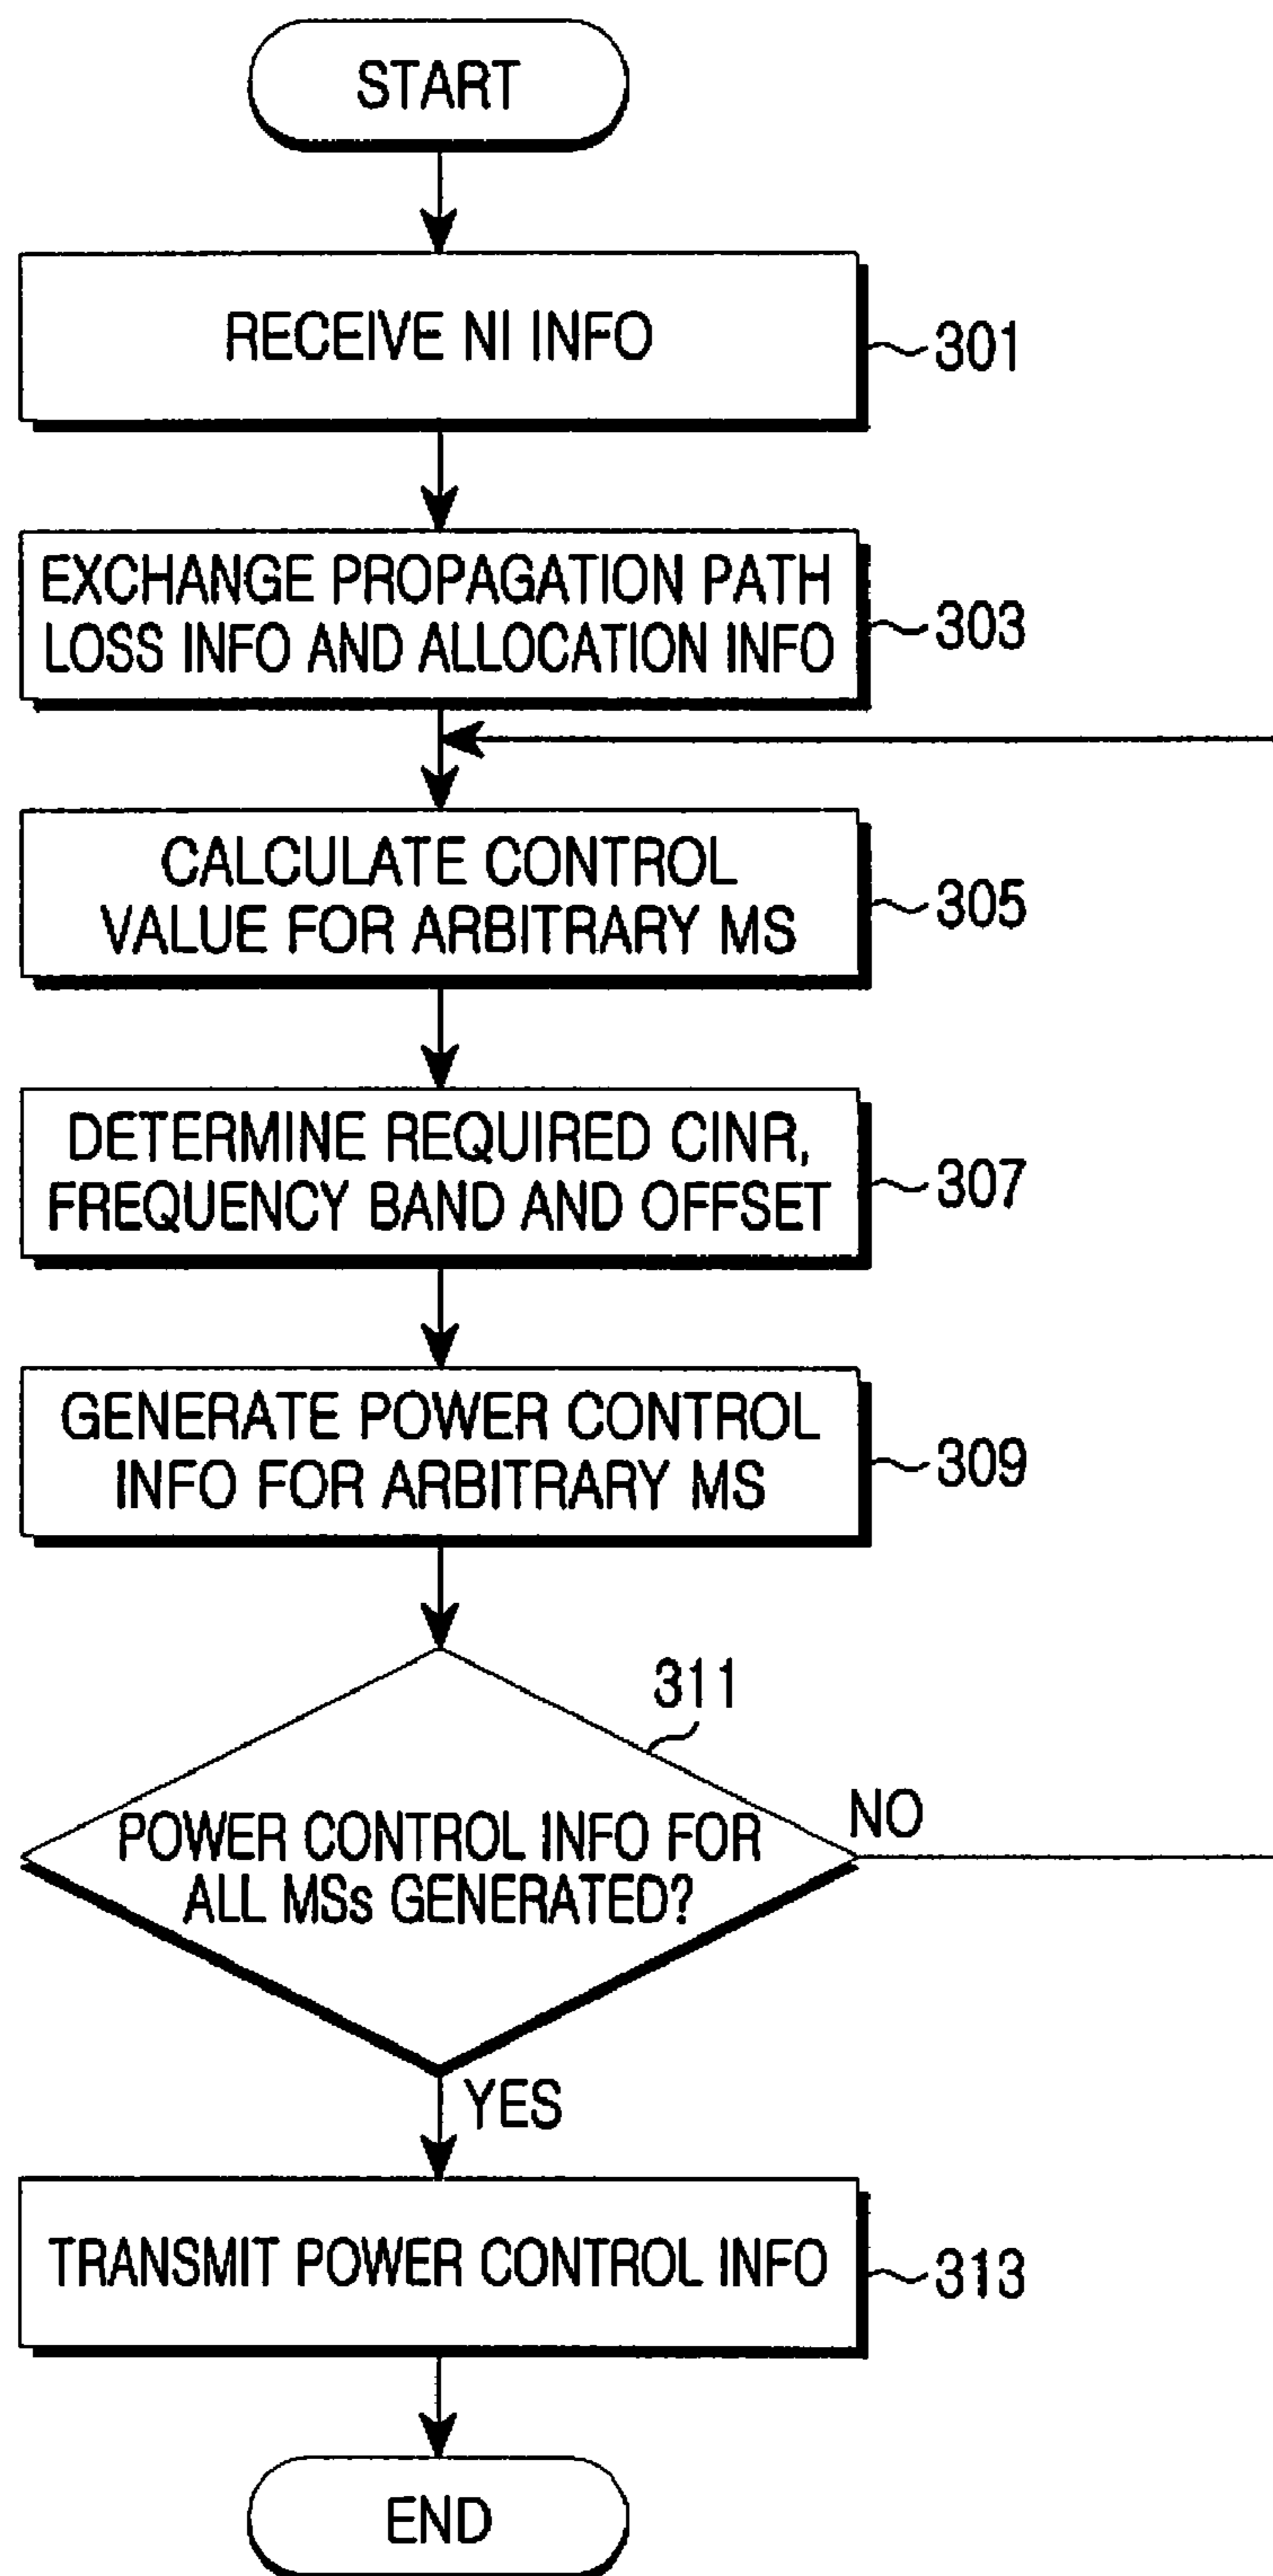 START
RECEIVE NI INFO
301
EXCHANGE PROPAGATION PATH
LOSS INFO AND ALLOCATION INFO
303
CALCULATE CONTROL
VALUE FOR ARBITRARY MS
305
DETERMINE REQUIRED CINR,
FREQUENCY BAND AND OFFSET
307
GENERATE POWER CONTROL
INFO FOR ARBITRARY MS
309
311
POWER CONTROL INFO FOR
ALL MSs GENERATED?
NO
YES
TRANSMIT POWER CONTROL INFO
313
END